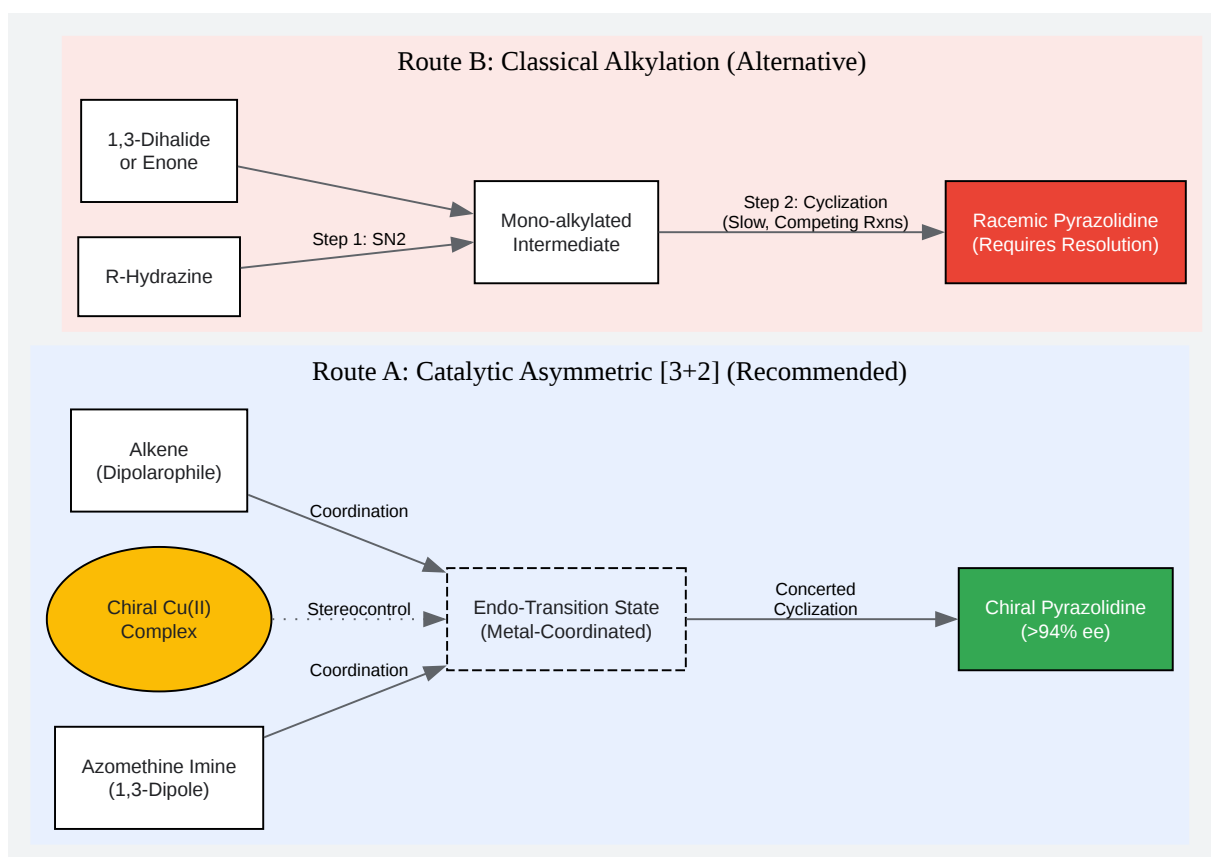 Route B: Classical Alkylation (Alternative)
1,3-Dihalide
or Enone
R-Hydrazine
Step 1: SN2
Mono-alkylated
Intermediate
Step 2: Cyclization
(Slow, Competing Rxns)
Racemic Pyrazolidine
(Requires Resolution)
Route A: Catalytic Asymmetric [3+2] (Recommended)
Alkene
(Dipolarophile)
Coordination
Chiral Cu(II)
Complex
Stereocontrol
Coordination
Azomethine Imine
(1,3-Dipole)
Endo-Transition State
(Metal-Coordinated)
Concerted
Cyclization
Chiral Pyrazolidine
(>94% ee)